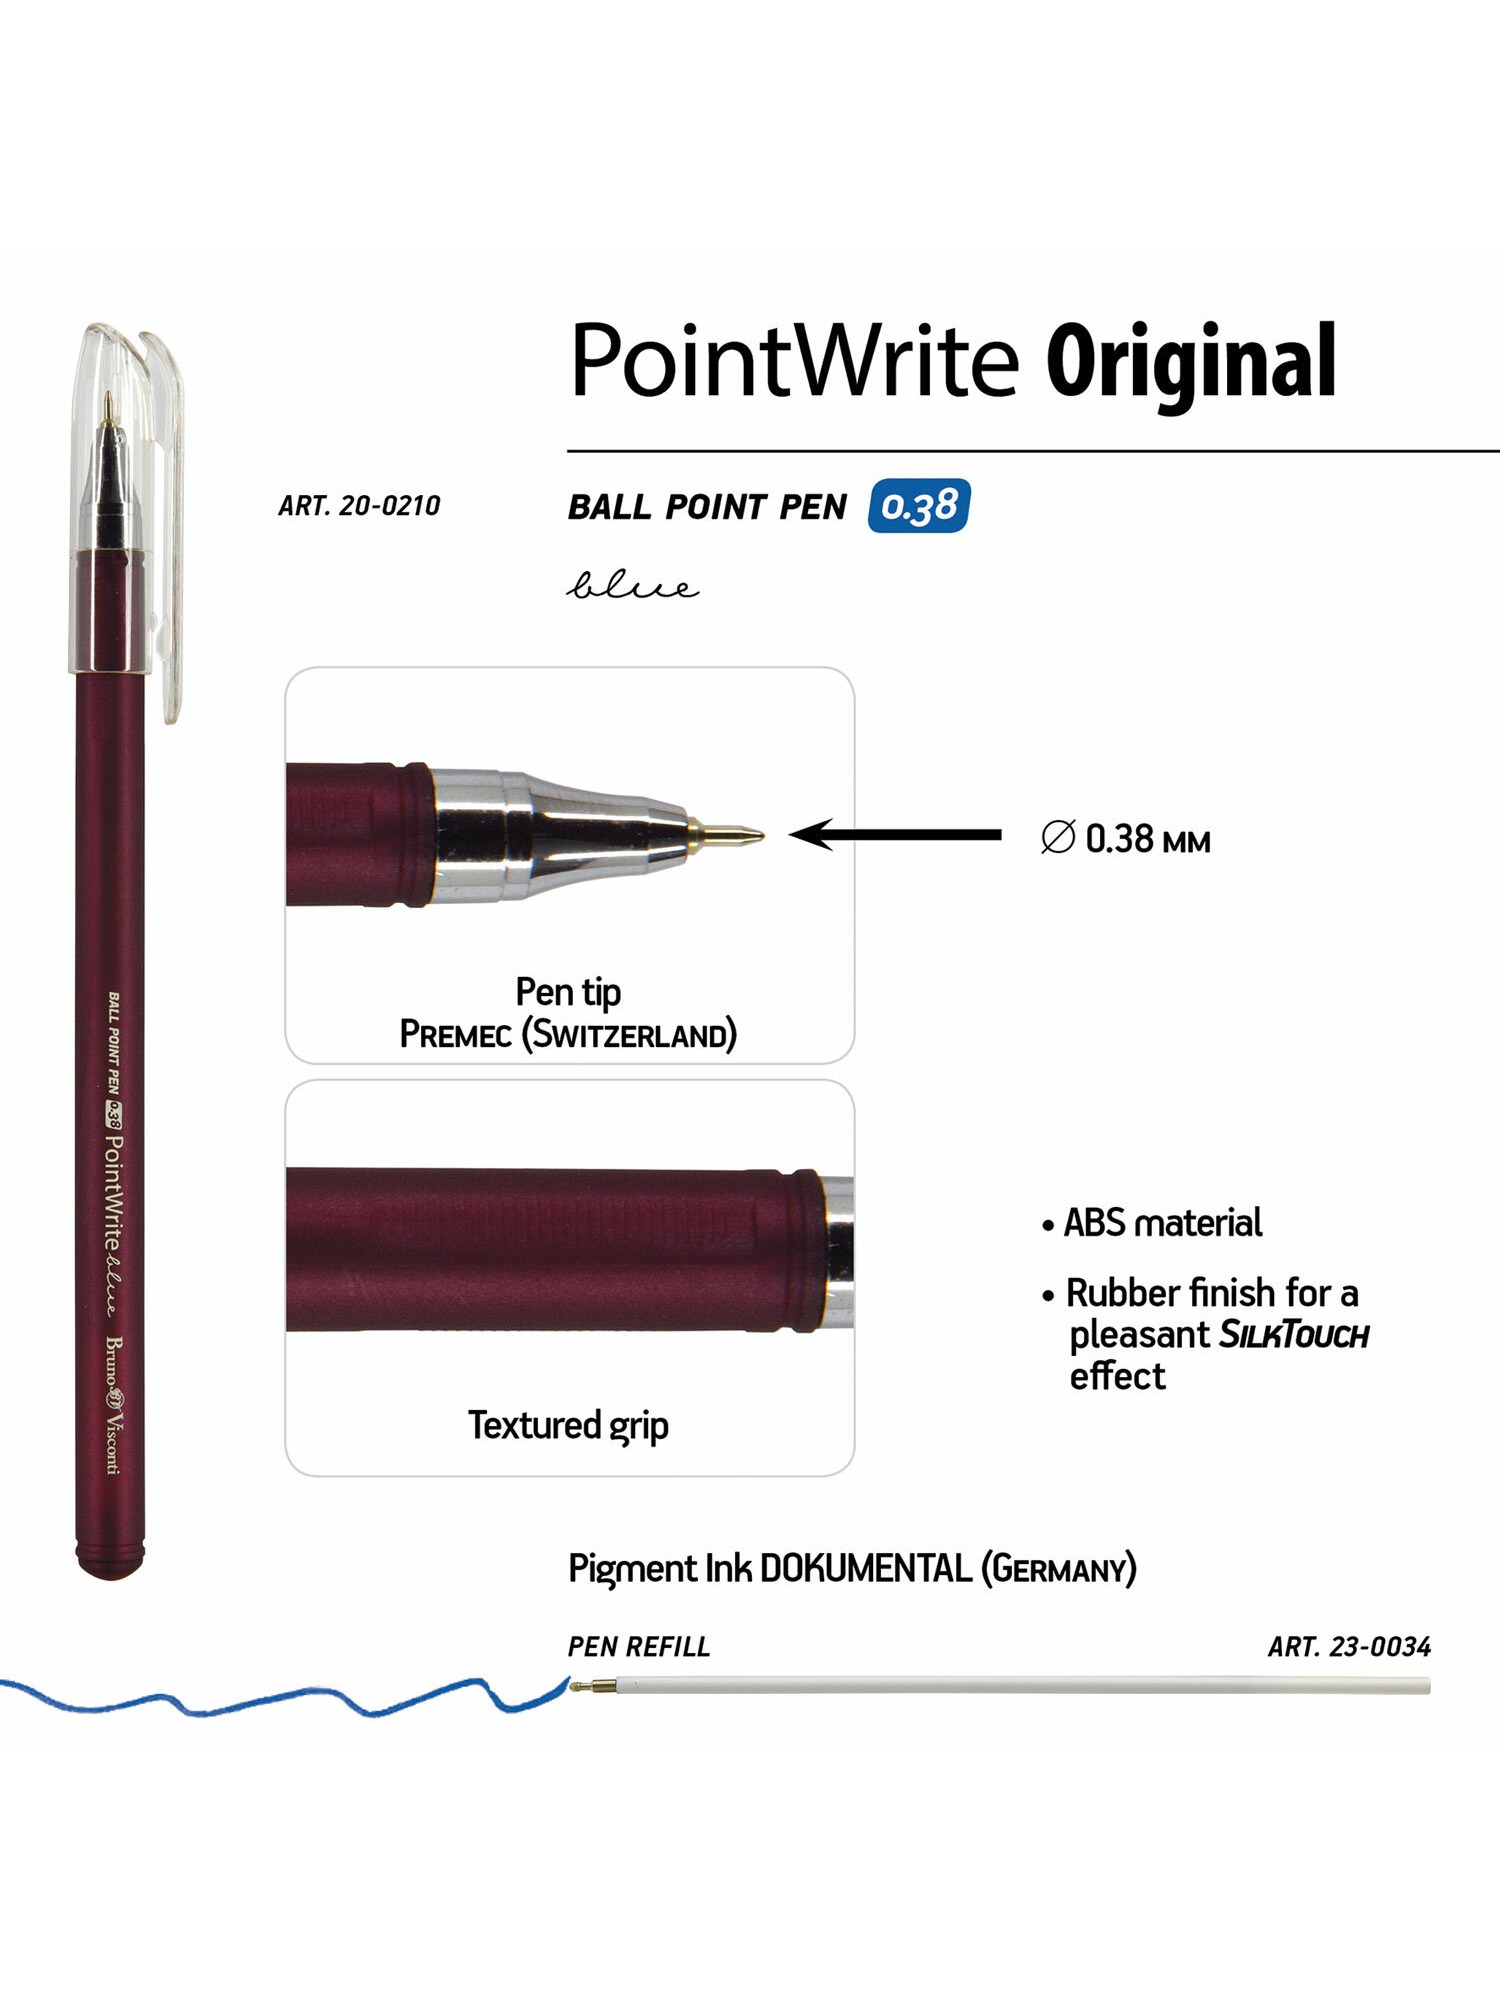 PointWrite Original
ART. 20-0210
BALL POINT PEN 0.38
blue
Ø 0.38 мм
Pen tip
PREMEC (SWITZERLAND)
BALL POINT PEN 0.38 PointWrite blue Bruno BV Visconti
• ABS material
• Rubber finish for a
pleasant SILKTOUCH
effect
Textured grip
Pigment Ink DOKUMENTAL (GERMANY)
PEN REFILL
ART. 23-0034